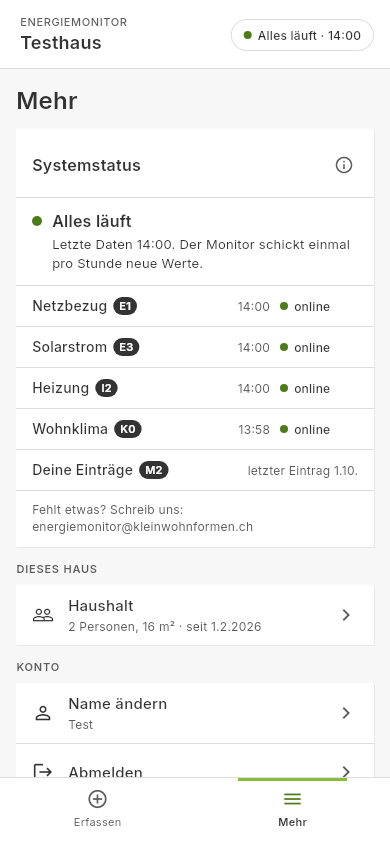 ENERGIEMONITOR
Testhaus
Alles läuft · 14:00
Mehr
Systemstatus
Alles läuft
Letzte Daten 14:00. Der Monitor schickt einmal
pro Stunde neue Werte.
Netzbezug E1 14:00 online
Solarstrom E3 14:00 online
Heizung I2 14:00 online
Wohnklima K0 13:58 online
Deine Einträge M2 letzter Eintrag 1.10.
Fehlt etwas? Schreib uns:
energiemonitor@kleinwohnformen.ch
DIESES HAUS
Haushalt
2 Personen, 16 m² · seit 1.2.2026
KONTO
Name ändern
Test
Abmelden
Erfassen
Mehr